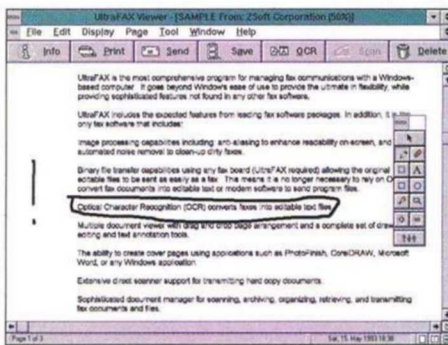 UltraFAX Viewer - [SAMPLE From: ZSoft Corporation (50%)]
File Edit Display Page Tool Window Help
Info Print Send Save OCR Scan Delete
UltraFAX is the most comprehensive program for managing fax communications with a Windows-
based computer. It goes beyond Windows ease of use to provide the ultimate in flexibility, while
providing sophisticated features not found in any other fax software.
UltraFAX includes the expected features from leading fax software packages. In addition, it is the
only fax software that includes:
Image processing capabilities including: anti-aliasing to enhance readability on-screen, and
automated noise removal to clean-up dirty faxes.
Binary file transfer capabilities using any fax board (UltraFAX required) allowing the original
editable files to be sent as easily as a fax. This means it is no longer necessary to rely on O
convert fax documents into editable text or modem software to send program files.
Optical Character Recognition (OCR) converts faxes into editable text files.
Multiple document viewer with drag and drop page arrangement and a complete set of draw
editing and text annotation tools.
The ability to create cover pages using applications such as PhotoFinish, CorelDRAW, Microsoft
Word, or any Windows application.
Extensive direct scanner support for transmitting hard copy documents.
Sophisticated document manager for scanning, archiving, organizing, retrieving, and transmitting
fax documents and files.
A
Page 1 of 3 Sat, 15. May 1993 18:36